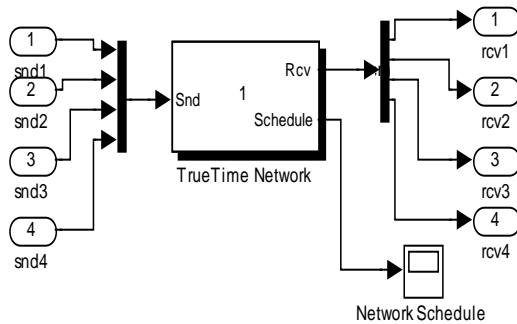 1
snd1
2
snd2
3
snd3
4
snd4
Snd
1
Rcv
Schedule
TrueTime Network
1
rcv1
2
rcv2
3
rcv3
4
rcv4
Network Schedule